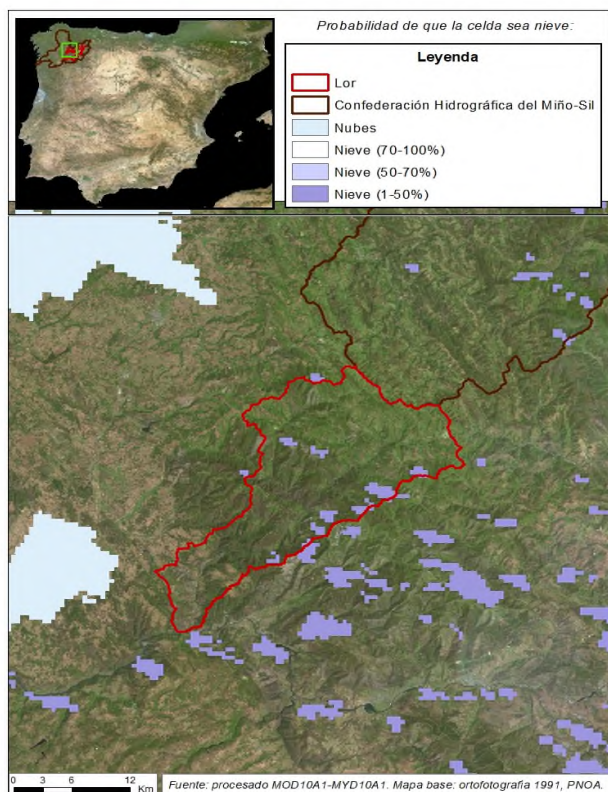 Probabilidad de que la celda sea nieve:
Leyenda
Lor
Confederación Hidrográfica del Miño-Sil
Nubes
Nieve (70-100%)
Nieve (50-70%)
Nieve (1-50%)
0 3 6 12
Km
Fuente: procesado MOD10A1-MYD10A1. Mapa base: ortofotografía 1991, PNOA.